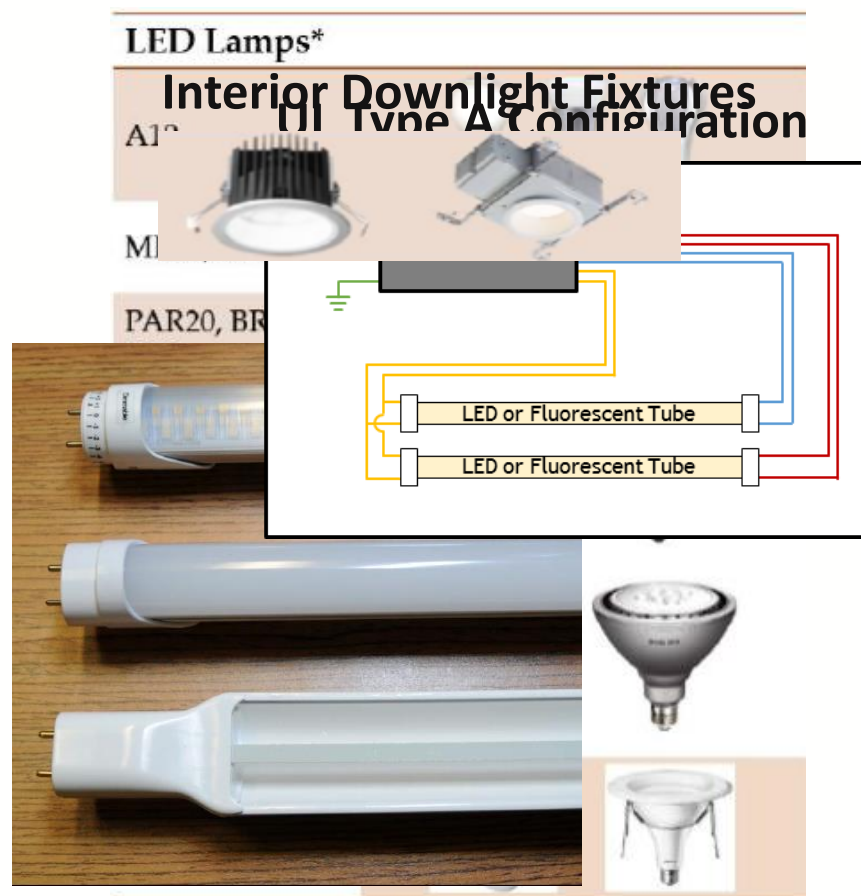 LED Lamps*
Interior Downlight Fixtures
UL Type A Configuration
PAR20, BR
LED or Fluorescent Tube
LED or Fluorescent Tube